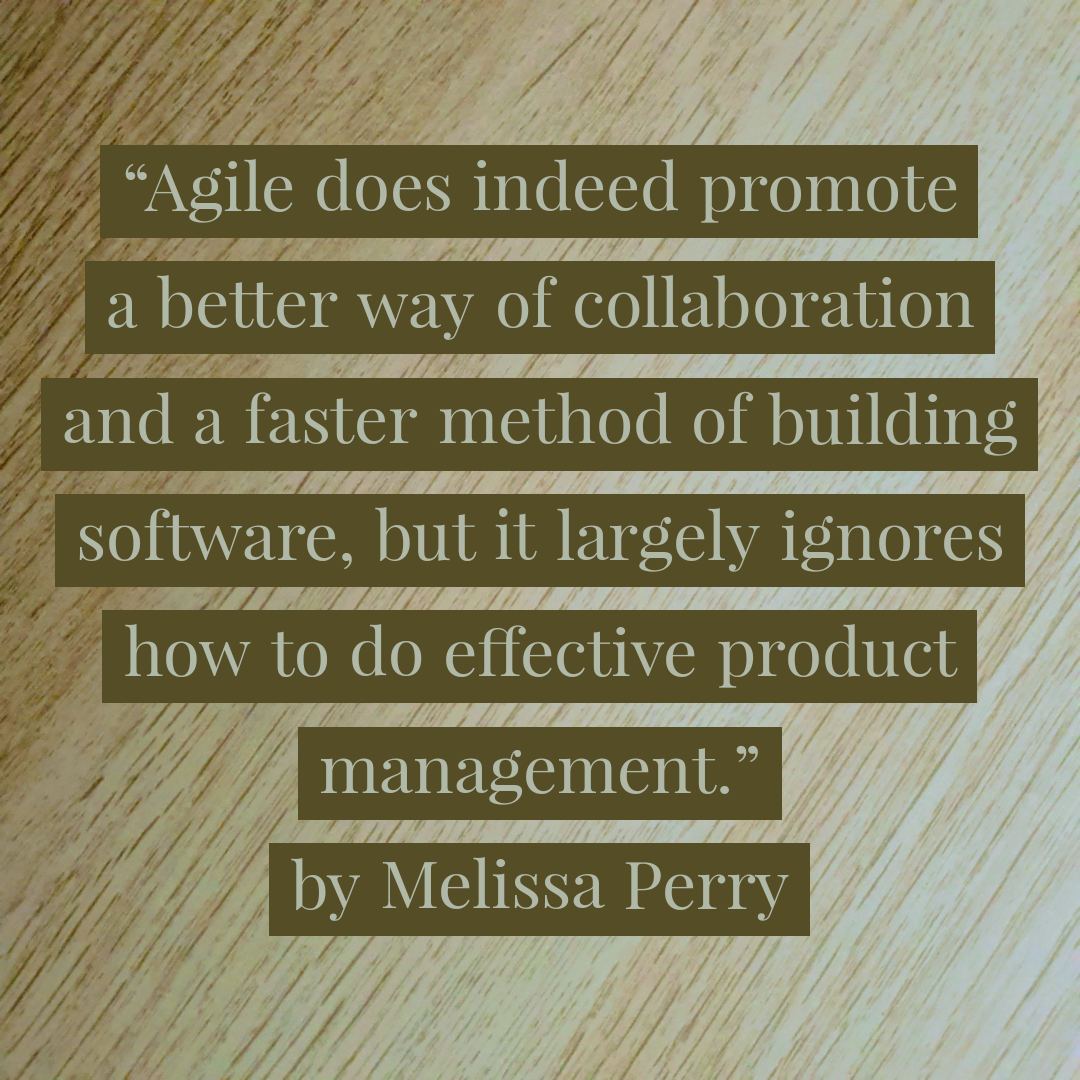 “Agile does indeed promote
a better way of collaboration
and a faster method of building
software, but it largely ignores
how to do effective product
management.”
by Melissa Perry